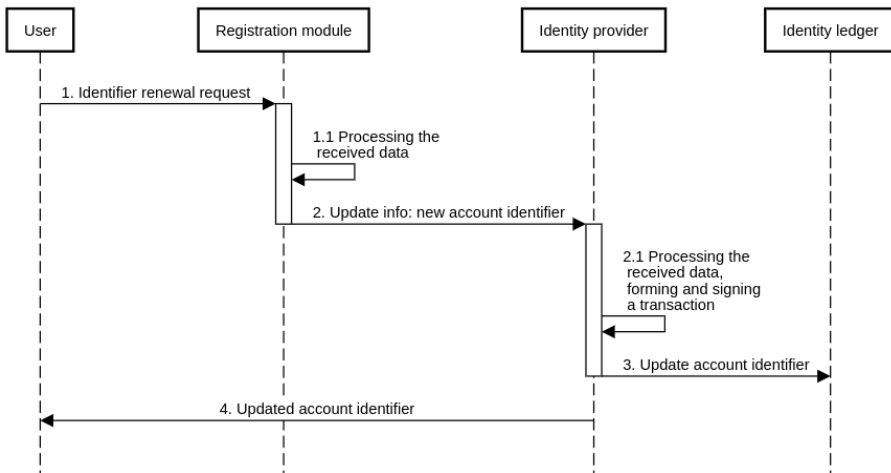 User
Registration module
Identity provider
Identity ledger
1. Identifier renewal request
1.1 Processing the
received data
2. Update info: new account identifier
2.1 Processing the
received data,
forming and signing
a transaction
3. Update account identifier
4. Updated account identifier